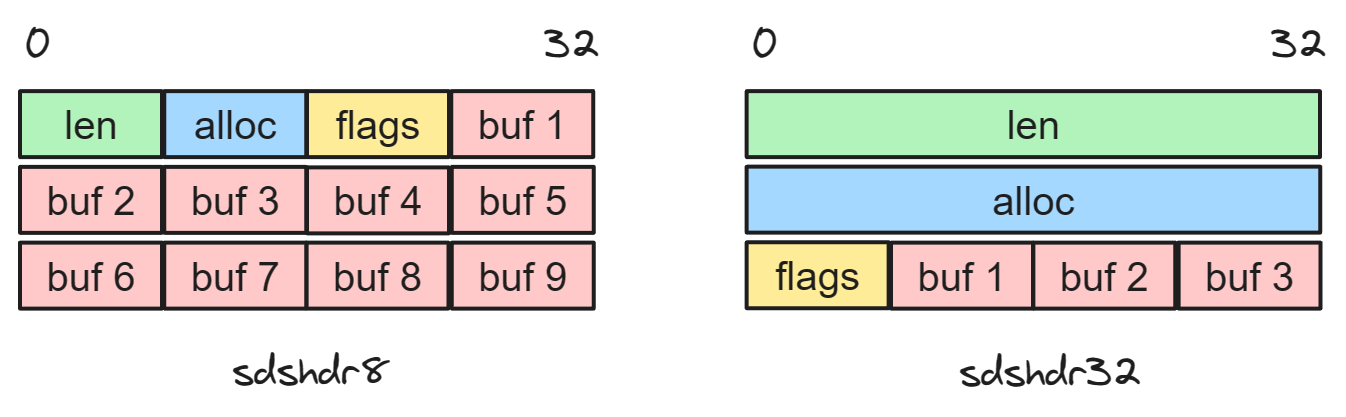 0 32
len alloc flags buf 1
buf 2 buf 3 buf 4 buf 5
buf 6 buf 7 buf 8 buf 9
sdshdr8
0 32
len
alloc
flags buf 1 buf 2 buf 3
sdshdr32